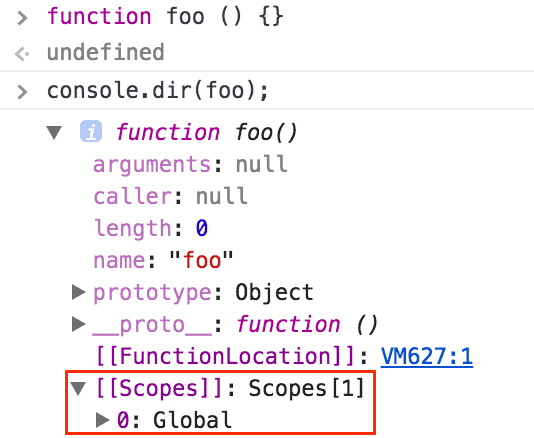 > function foo () {}
<· undefined
> console.dir(foo);
▼ i function foo()
arguments: null
caller: null
length: 0
name: "foo"
▶ prototype: Object
▶ __proto__: function ()
[[FunctionLocation]]: VM627:1
▼ [[Scopes]]: Scopes[1]
▶ 0: Global